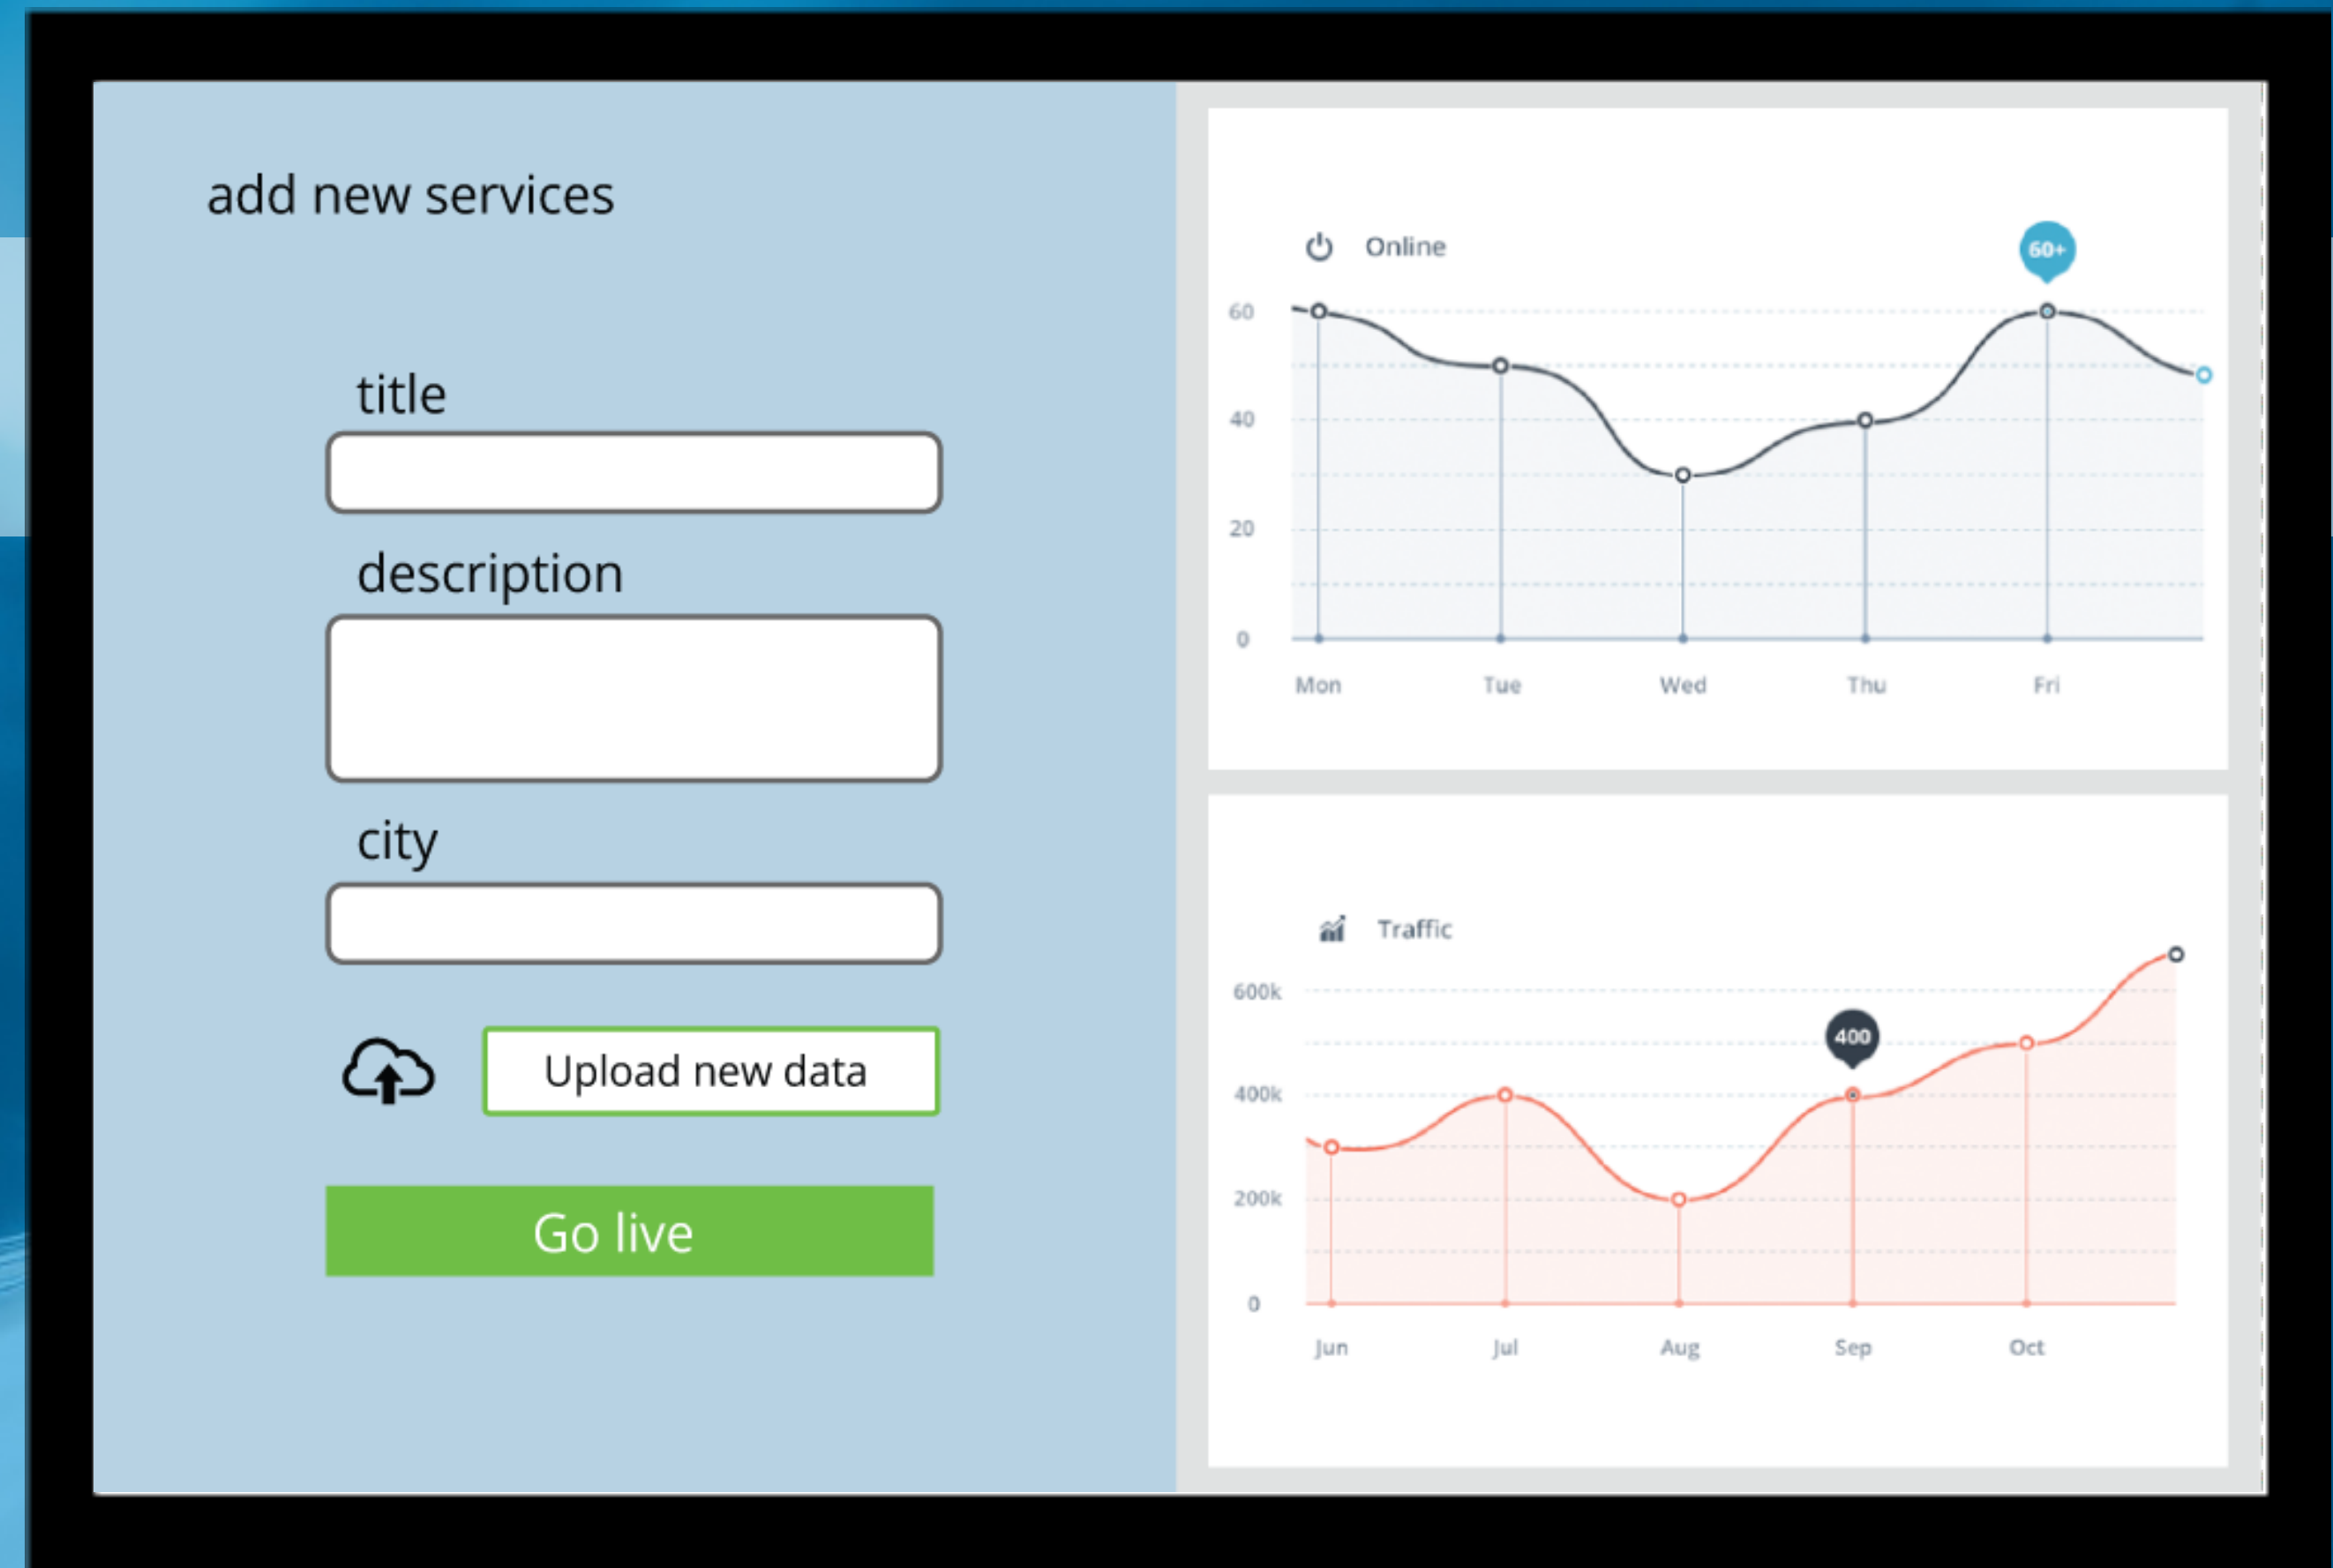 add new services
title
description
city
Upload new data
Go live
Online
60+
60
40
20
0
Mon Tue Wed Thu Fri
Traffic
600k
400
400k
200k
0
Jun Jul Aug Sep Oct